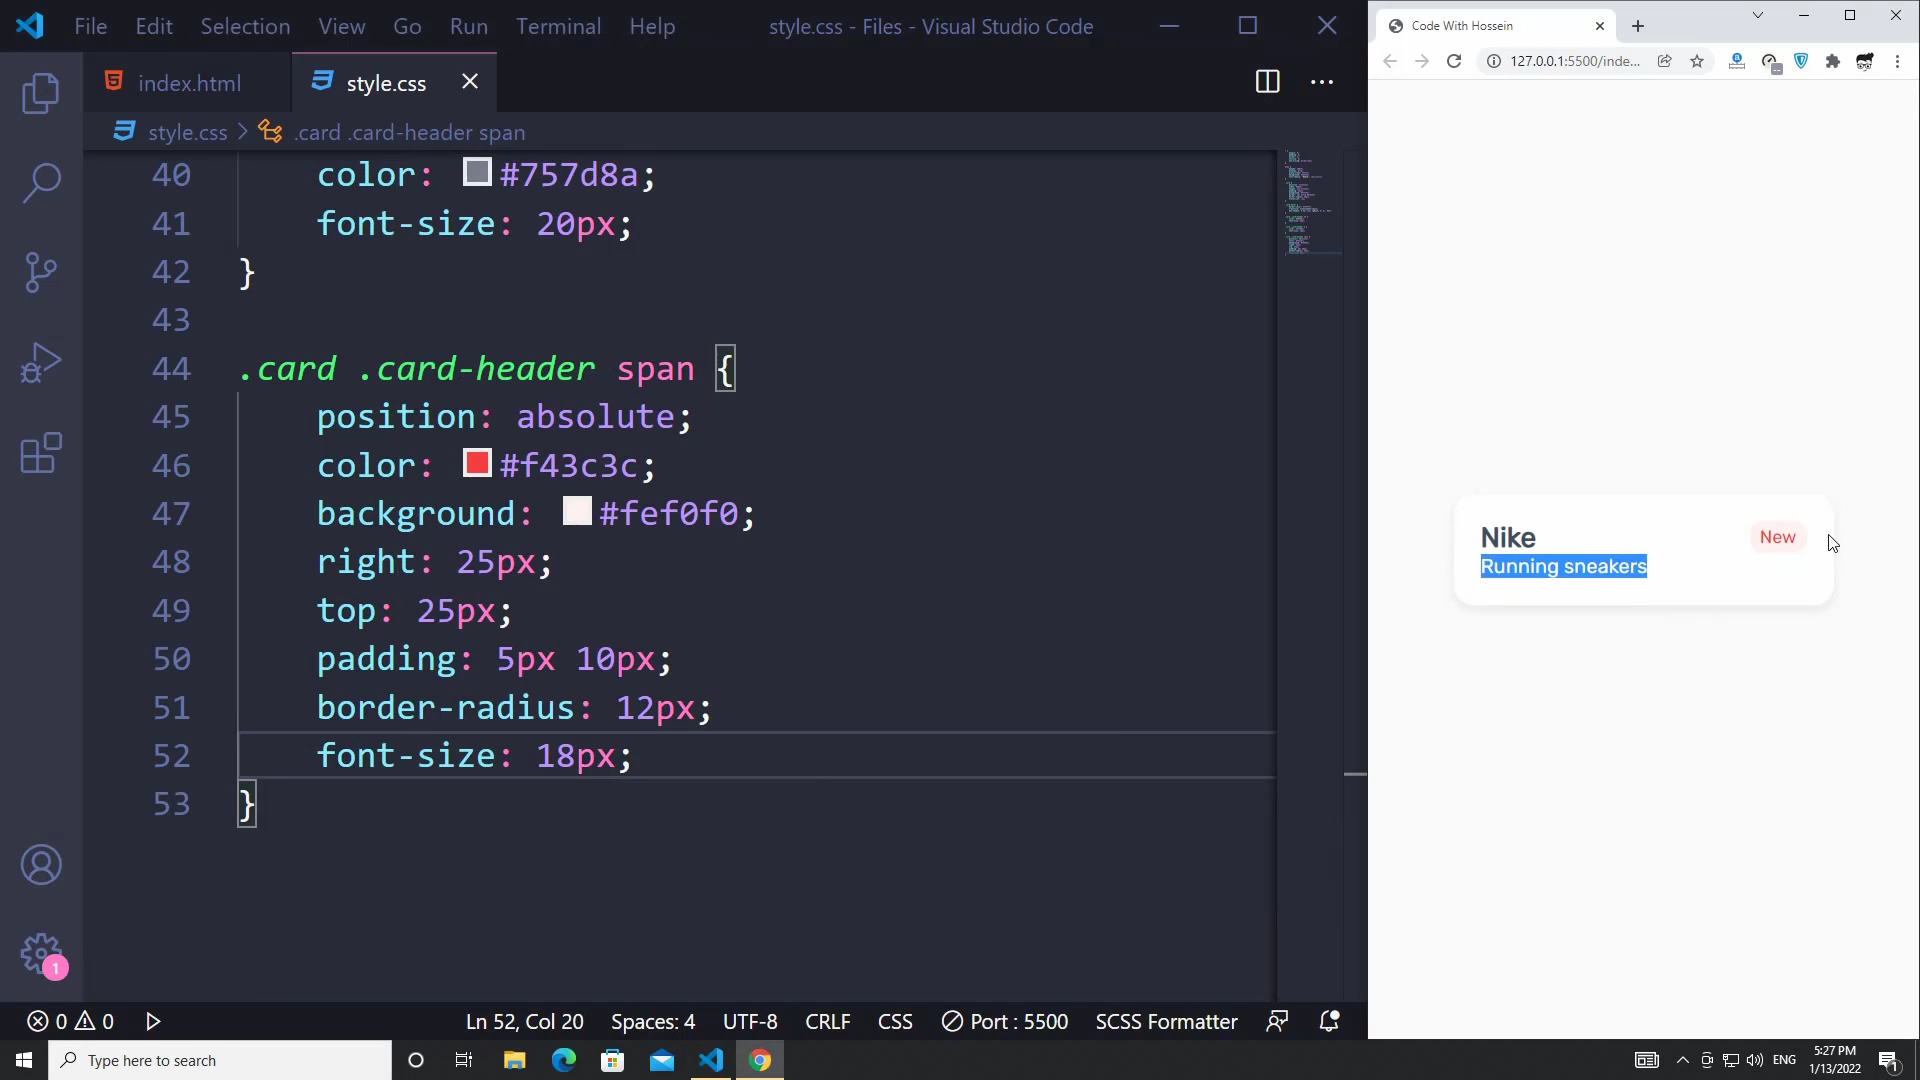 File Edit Selection View Go Run Terminal Help style.css - Files - Visual Studio Code
index.html style.css
style.css > .card .card-header span
40 color: #757d8a;
41 font-size: 20px;
42 }
43
44 .card .card-header span {
45 position: absolute;
46 color: #f43c3c;
47 background: #fef0f0;
48 right: 25px;
49 top: 25px;
50 padding: 5px 10px;
51 border-radius: 12px;
52 font-size: 18px;
53 }
1
0 0 Ln 52, Col 20 Spaces: 4 UTF-8 CRLF CSS Port : 5500 SCSS Formatter
Code With Hossein
127.0.0.1:5500/inde...
Nike
New
Running sneakers
Type here to search
ENG
5:27 PM
1/13/2022
1